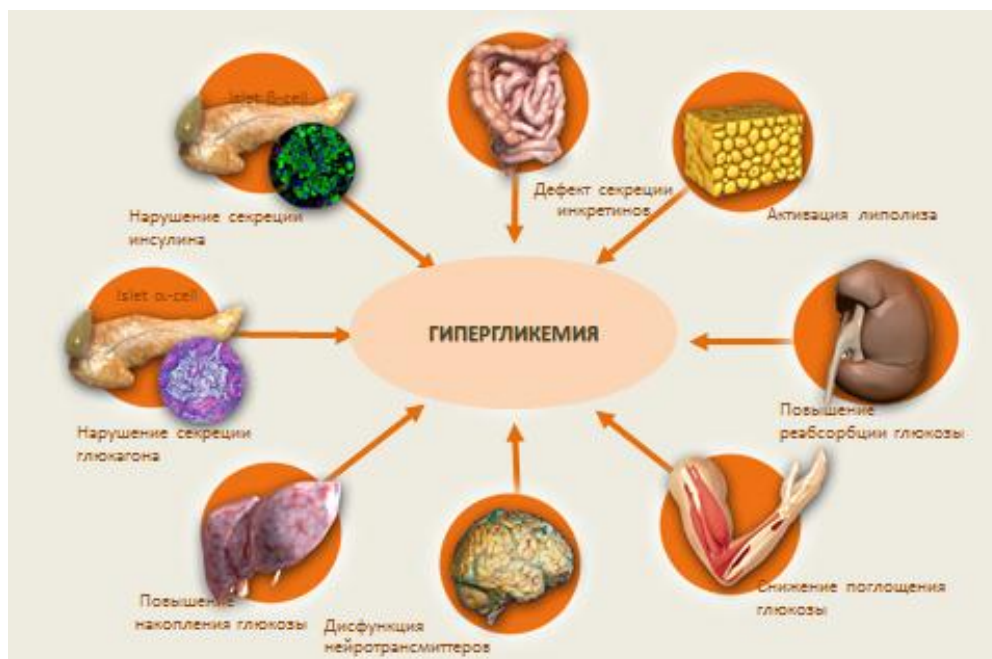 Islet β-cell
Нарушение секреции
инсулина
Дефект секреции
инкретинов
Активация липолиза
Islet α-cell
Нарушение секреции
глюкагона
ГИПЕРГЛИКЕМИЯ
Повышение
реабсорбции глюкозы
Повышение
накопления глюкозы
Дисфункция
нейротрансмиттеров
Снижение поглощения
глюкозы